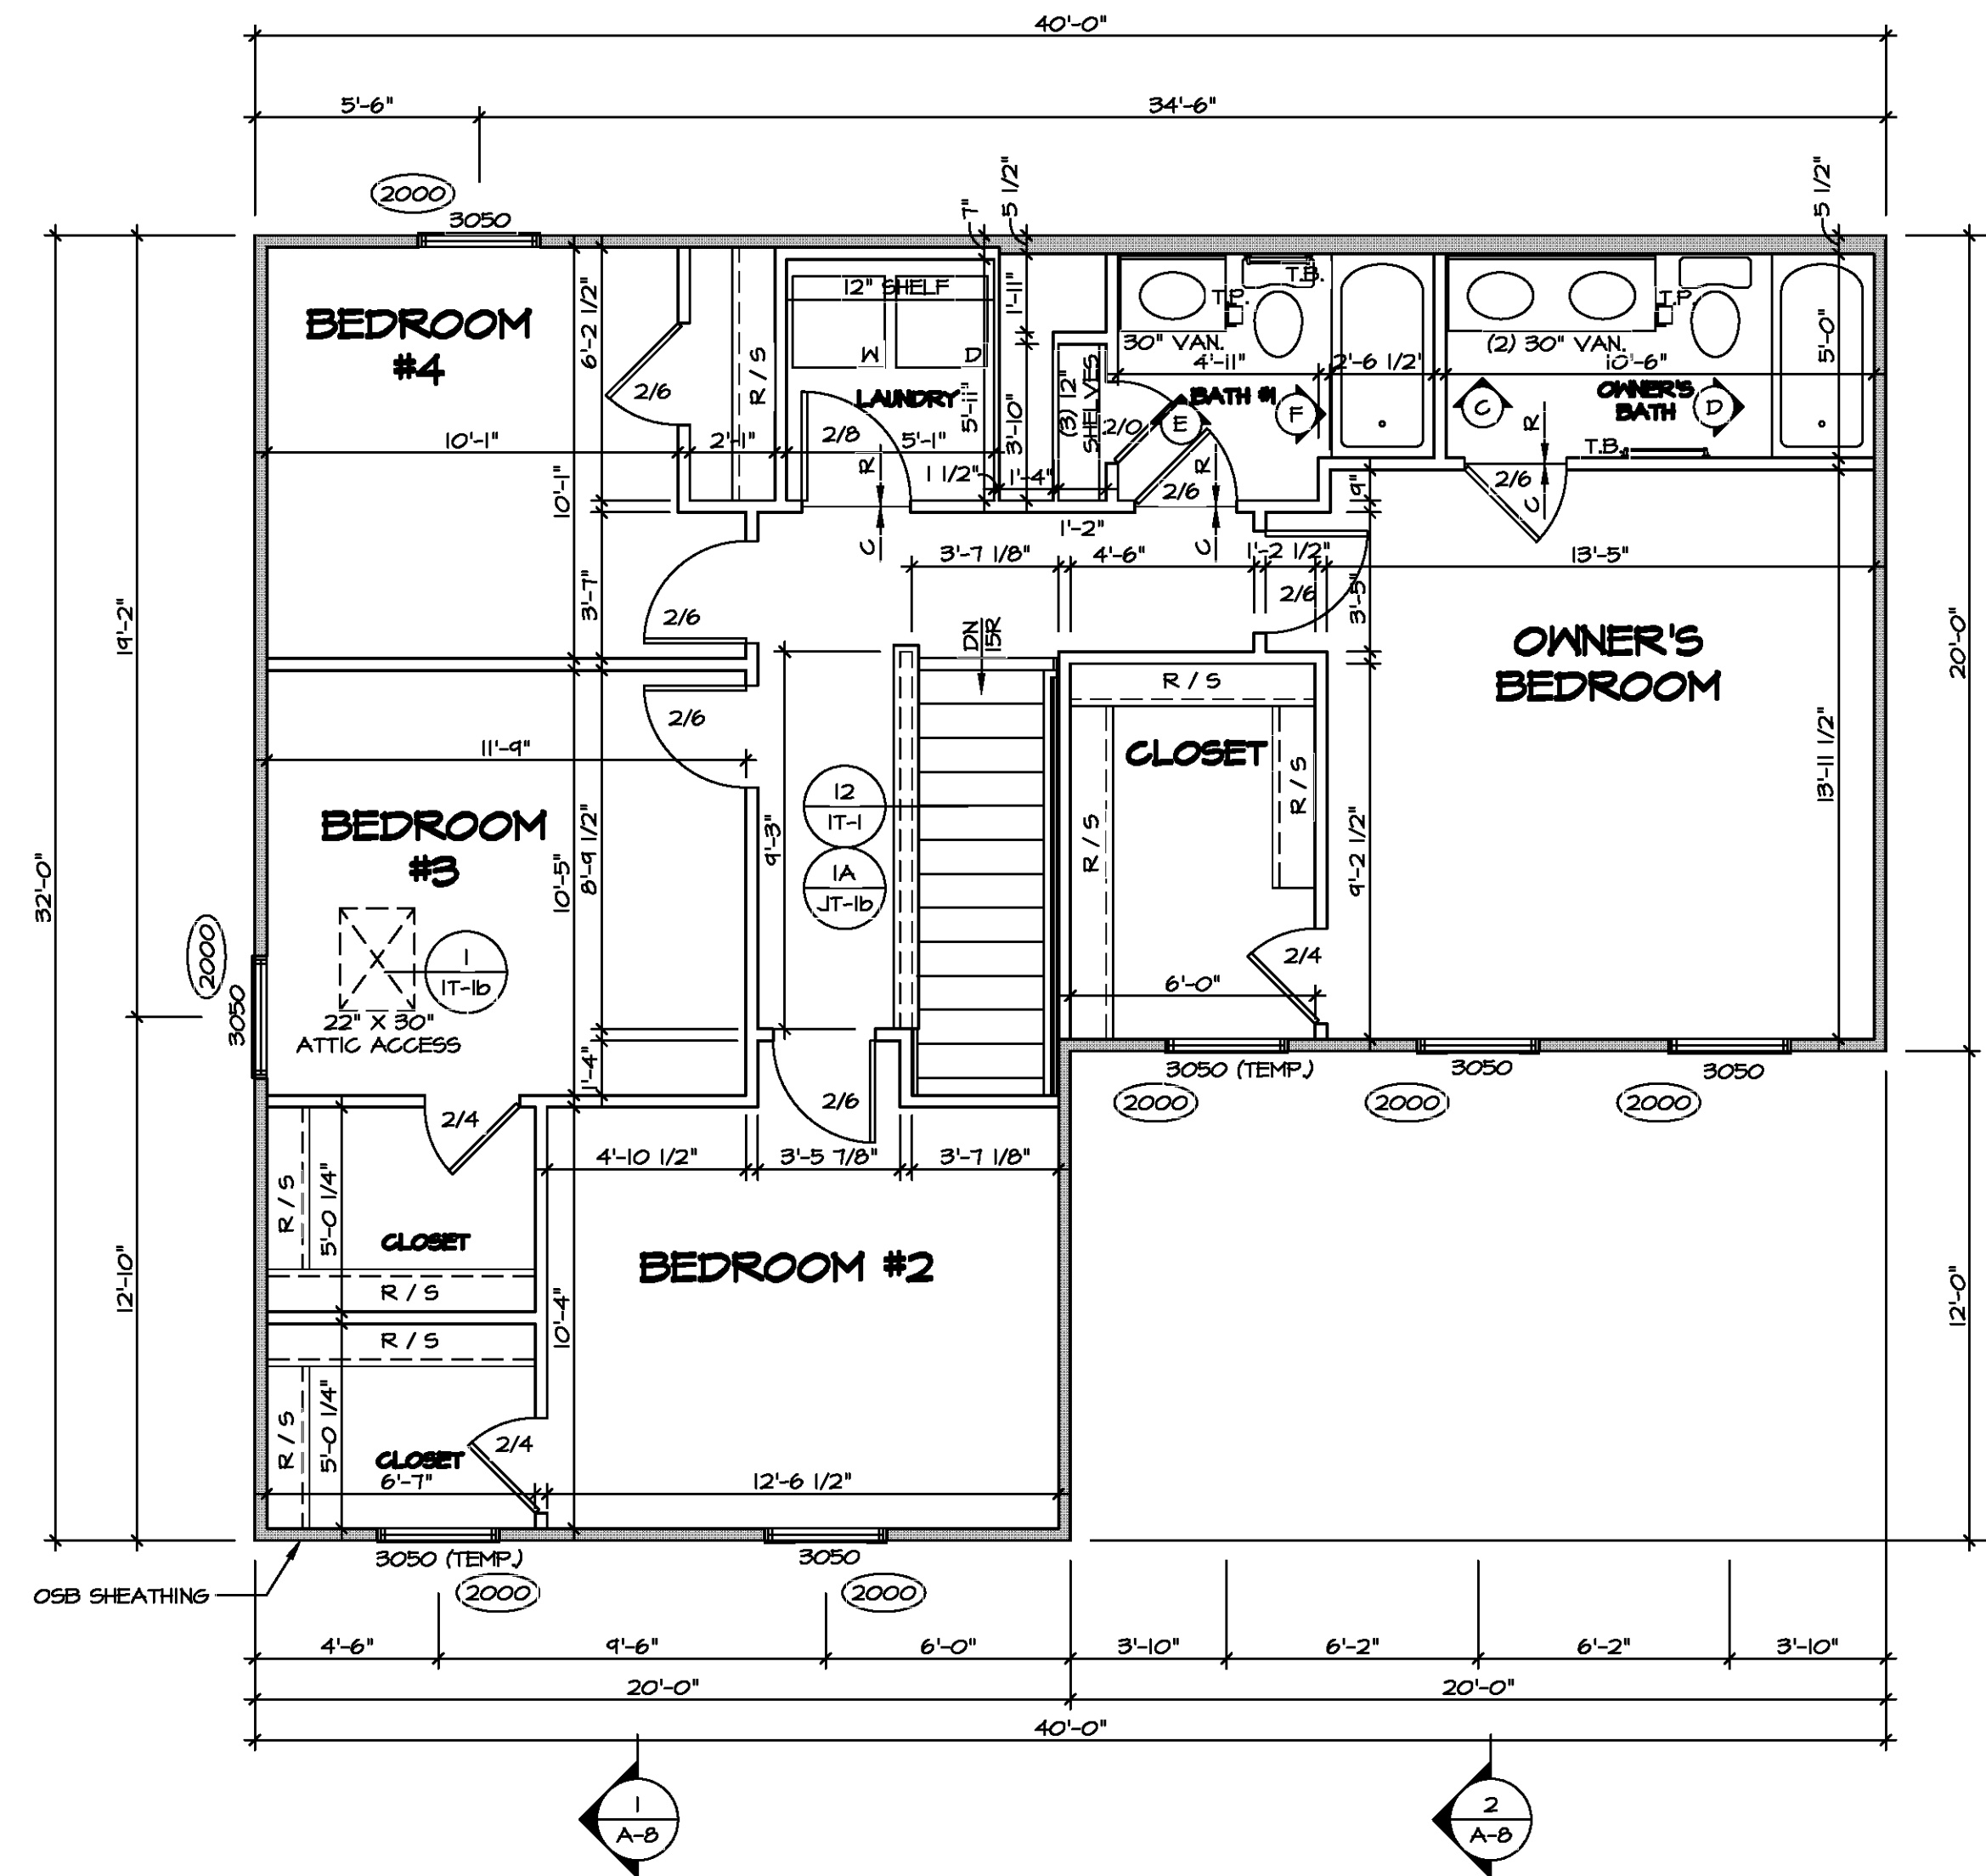 40'-0"
5'-6"
34'-6"
2000
3050
7"
5 1/2"
5 1/2"
BEDROOM
#4
6'-2 1/2"
12" SHELF
W
D
1'-11"
T.P.
T.B.
30" VAN.
T.P.
(2) 30" VAN.
5'-0"
2/6
R / S
LAUNDRY
5'-11"
3'-10"
(3) 12"
SHELVES
4'-11"
2'-6 1/2"
10'-6"
BATH #1
E
F
C
OWNER'S
BATH
D
10'-1"
2'-1"
2/8
5'-1"
2/0
R
R
R
T.B.
1 1/2"
1'-4"
2/6
9"
2/6
10'-1"
C
C
C
1'-2"
3'-7 1/8"
4'-6"
1'-2 1/2"
13'-5"
3'-7"
2/6
2/6
3'-5"
19'-2"
20'-0"
DN
15R
OWNER'S
BEDROOM
R / S
2/6
11'-9"
CLOSET
R / S
R / S
13'-11 1/2"
BEDROOM
#3
12
1T-1
1A
1T-1b
9'-3"
10'-5"
8'-9 1/2"
9'-2 1/2"
32'-0"
2000
3050
1
1T-1b
22" X 30"
ATTIC ACCESS
2/4
6'-0"
1'-4"
3050 (TEMP.)
3050
3050
2000
2000
2000
2/4
2/6
4'-10 1/2"
3'-5 7/8"
3'-7 1/8"
R / S
5'-0 1/4"
CLOSET
BEDROOM #2
12'-10"
12'-0"
R / S
10'-4"
R / S
R / S
5'-0 1/4"
2/4
CLOSET
6'-7"
12'-6 1/2"
3050 (TEMP.)
3050
OSB SHEATHING
2000
2000
4'-6"
9'-6"
6'-0"
3'-10"
6'-2"
6'-2"
3'-10"
20'-0"
20'-0"
40'-0"
1
A-8
2
A-8